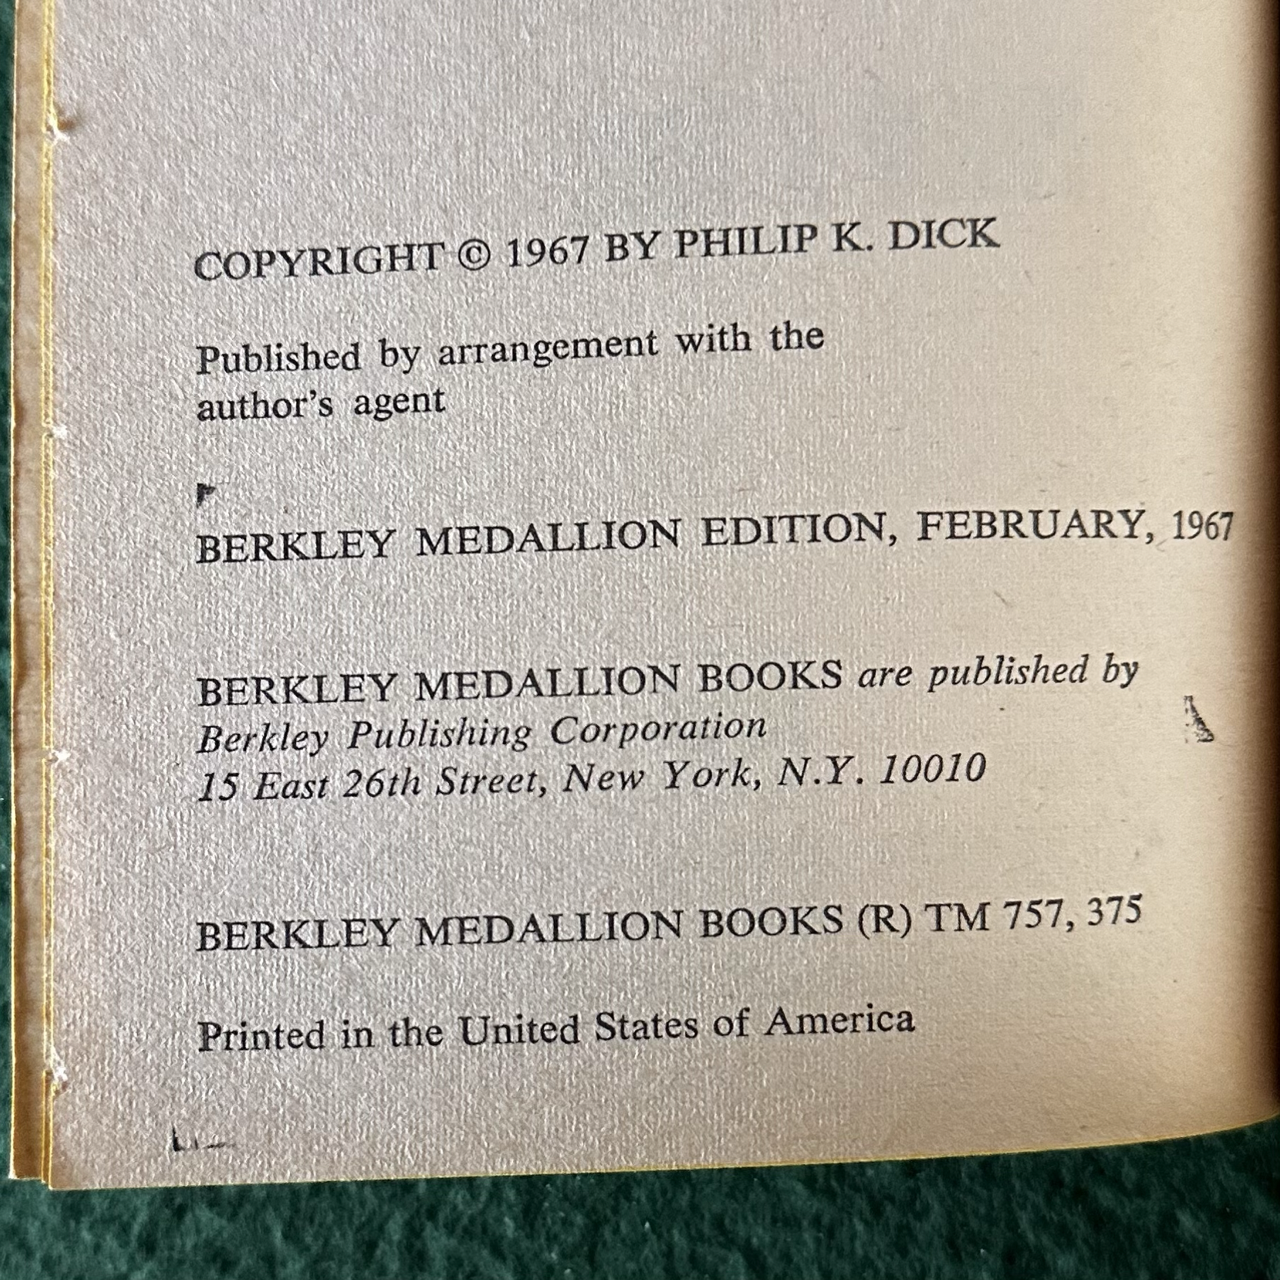 COPYRIGHT © 1967 BY PHILIP K. DICK
Published by arrangement with the
author's agent
BERKLEY MEDALLION EDITION, FEBRUARY, 1967
BERKLEY MEDALLION BOOKS are published by
Berkley Publishing Corporation
15 East 26th Street, New York, N.Y. 10010
BERKLEY MEDALLION BOOKS (R) TM 757, 375
Printed in the United States of America